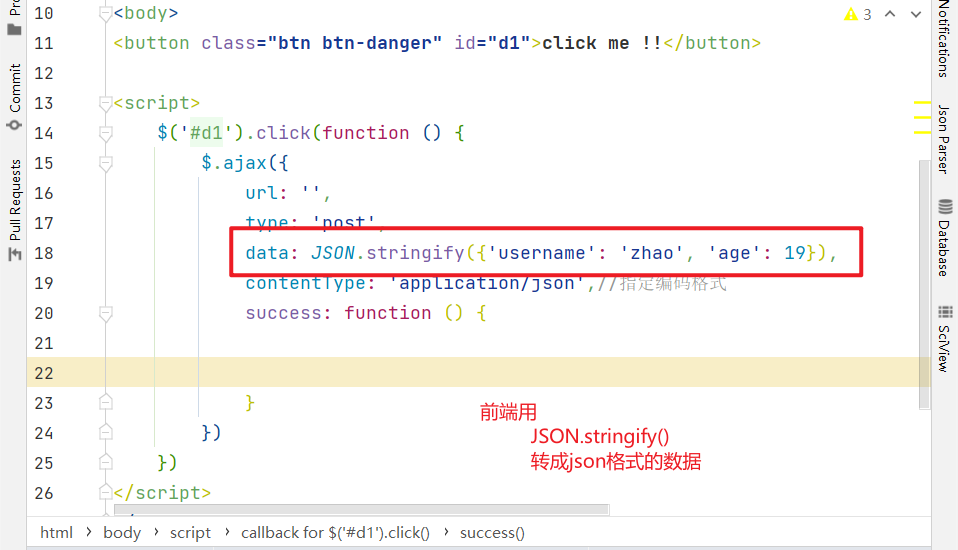 10 <body>
3
11 <button class="btn btn-danger" id="d1">click me !!</button>
12
13 <script>
14 $('#d1').click(function () {
15 $.ajax({
16 url: '',
17 type: 'post',
18 data: JSON.stringify({'username': 'zhao', 'age': 19}),
19 contentType: 'application/json',//指定编码格式
20 success: function () {
21
22
23 }
24 })
25 })
26 </script>
前端用
JSON.stringify()
转成json格式的数据
html › body › script › callback for $('#d1').click() › success()
Commit
Pull Requests
Notifications
Json Parser
Database
SciView